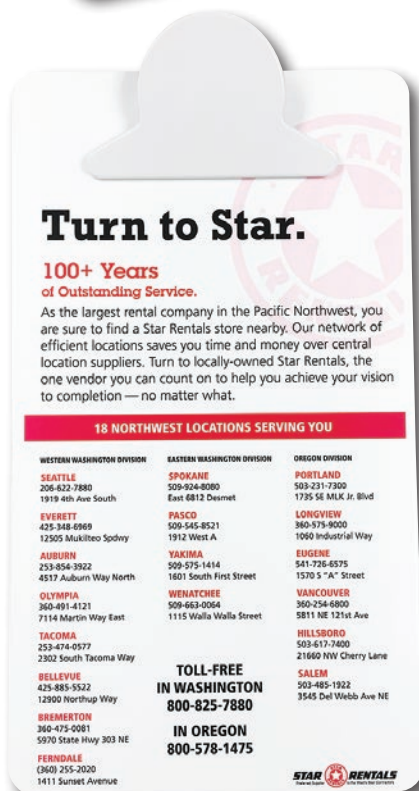 Turn to Star.
100+ Years
of Outstanding Service.
As the largest rental company in the Pacific Northwest, you
are sure to find a Star Rentals store nearby. Our network of
efficient locations saves you time and money over central
location suppliers. Turn to locally-owned Star Rentals, the
one vendor you can count on to help you achieve your vision
to completion — no matter what.
18 NORTHWEST LOCATIONS SERVING YOU
WESTERN WASHINGTON DIVISION
SEATTLE
206-622-7880
1919 4th Ave South
EVERETT
425-348-6969
12505 Mukilteo Spdwy
AUBURN
253-854-3922
4517 Auburn Way North
OLYMPIA
360-491-4121
7114 Martin Way East
TACOMA
253-474-0577
2302 South Tacoma Way
BELLEVUE
425-885-5522
12900 Northup Way
BREMERTON
360-475-0081
5970 State Hwy 303 NE
FERNDALE
(360) 255-2020
1411 Sunset Avenue
EASTERN WASHINGTON DIVISION
SPOKANE
509-924-8080
East 6812 Desmet
PASCO
509-545-8521
1912 West A
YAKIMA
509-575-1414
1601 South First Street
WENATCHEE
509-663-0064
1115 Walla Walla Street
TOLL-FREE
IN WASHINGTON
800-825-7880
IN OREGON
800-578-1475
OREGON DIVISION
PORTLAND
503-231-7300
1735 SE MLK Jr. Blvd
LONGVIEW
360-575-9000
1060 Industrial Way
EUGENE
541-726-6575
1570 S "A" Street
VANCOUVER
360-254-6800
5811 NE 121st Ave
HILLSBORO
503-617-7400
21660 NW Cherry Lane
SALEM
503-485-1922
3545 Del Webb Ave NE
STAR RENTALS
STAR RENTALS